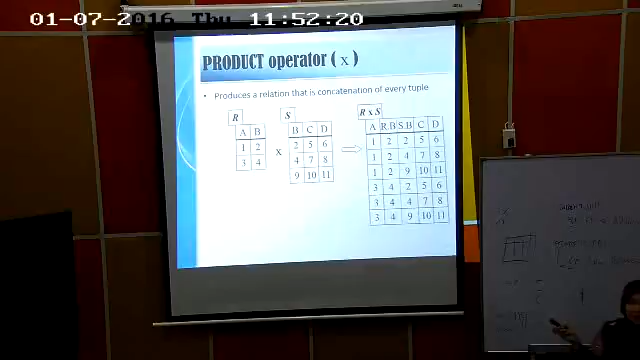 01-07-2016 Thu 11:52:20
PRODUCT operator ( x )
• Produces a relation that is concatenation of every tuple
R
A B
1 2
3 4
x
S
B C D
2 5 6
4 7 8
9 10 11
R x S
A R.B S.B C D
1 2 2 5 6
1 2 4 7 8
1 2 9 10 11
3 4 2 5 6
3 4 4 7 8
3 4 9 10 11